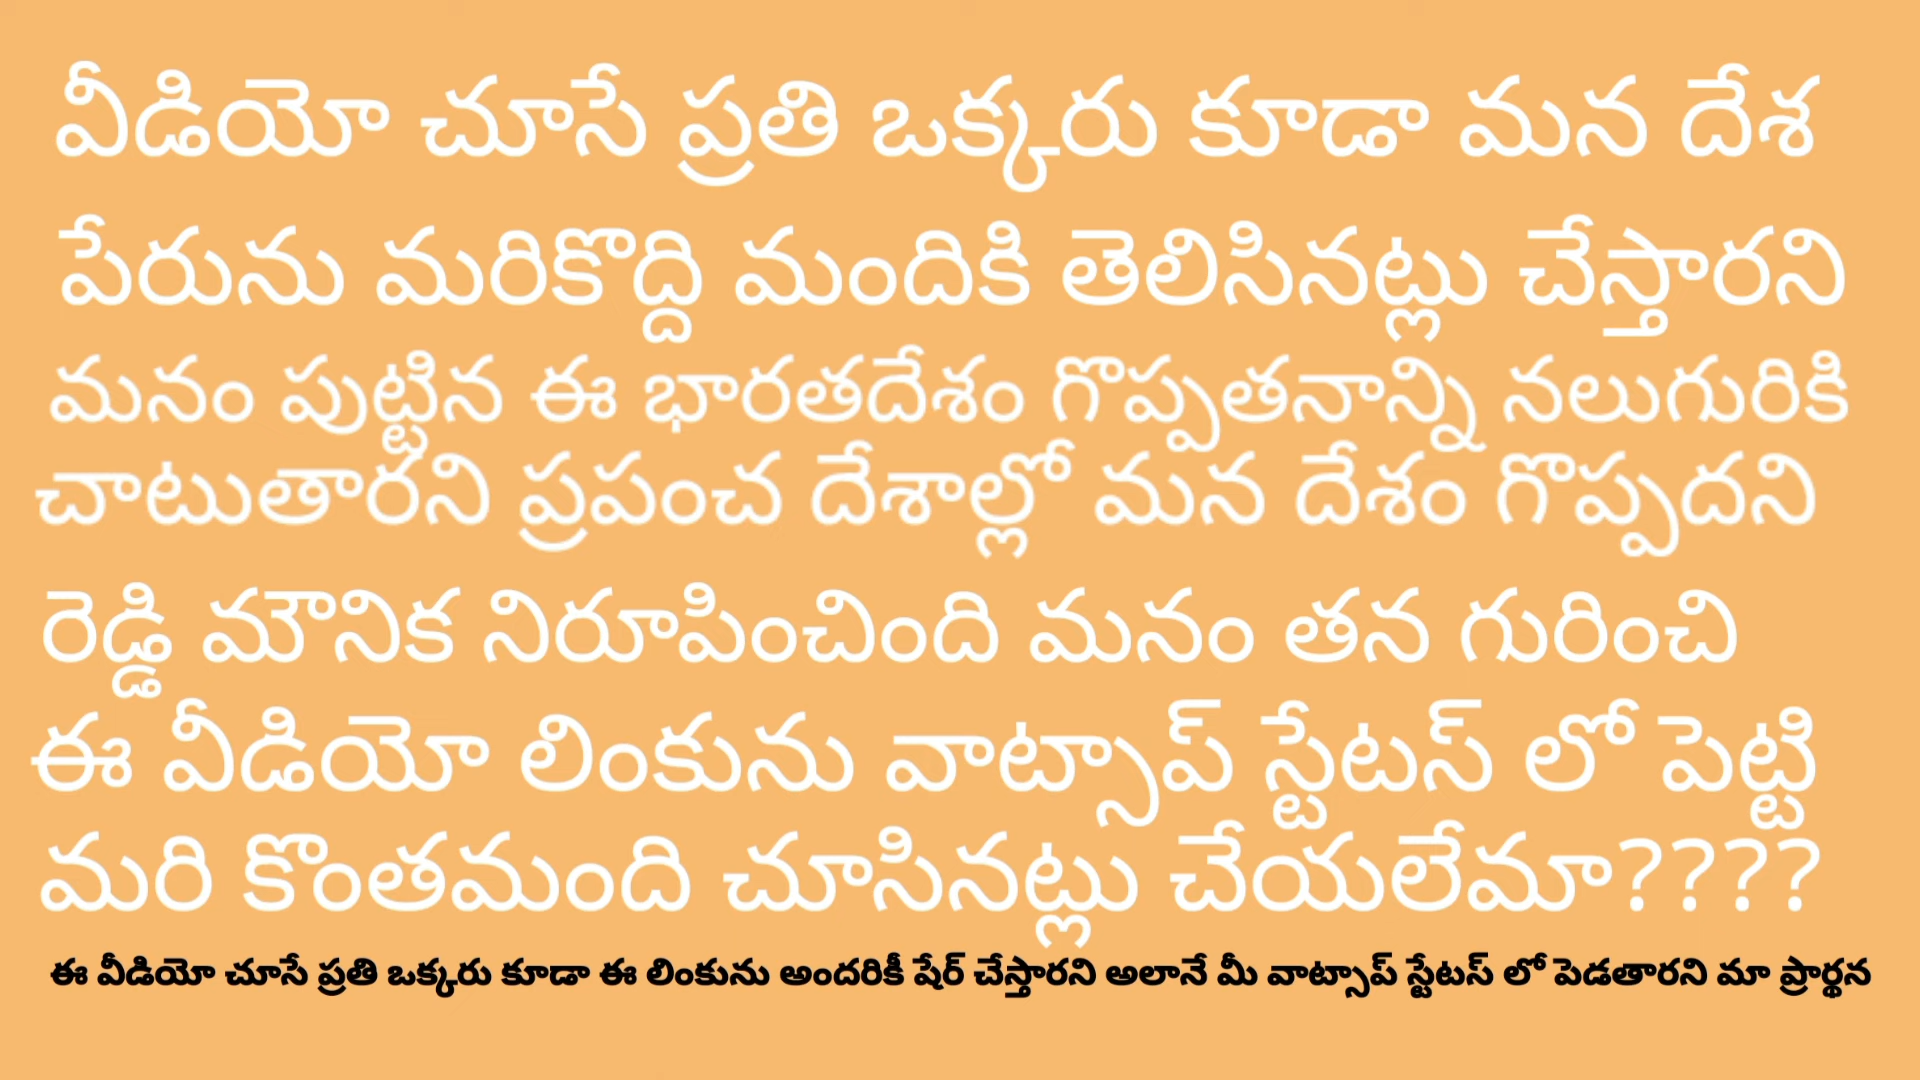 వీడియో చూసే ప్రతి ఒక్కరు కూడా మన దేశ
పేరును మరికొద్ది మందికి తెలిసినట్లు చేస్తారని
మనం పుట్టిన ఈ భారతదేశం గొప్పతనాన్ని నలుగురికి
చాటుతారని ప్రపంచ దేశాల్లో మన దేశం గొప్పదని
రెడ్డి మౌనిక నిరూపించింది మనం తన గురించి
ఈ వీడియో లింకును వాట్సాప్ స్టేటస్ లో పెట్టి
మరి కొంతమంది చూసినట్లు చేయలేమా????
ఈ వీడియో చూసే ప్రతి ఒక్కరు కూడా ఈ లింకును అందరికీ షేర్ చేస్తారని అలానే మీ వాట్సాప్ స్టేటస్ లో పెడతారని మా ప్రార్థన